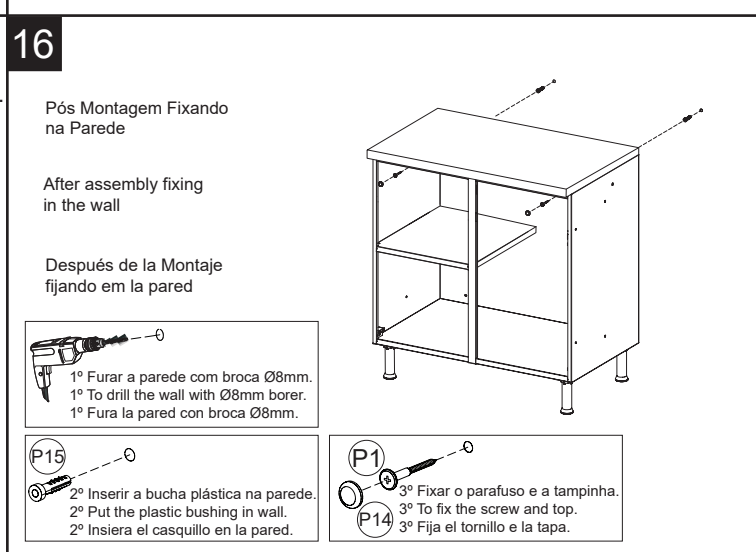 16
Pós Montagem Fixando
na Parede
After assembly fixing
in the wall
Después de la Montaje
fijando em la pared
1º Furar a parede com broca Ø8mm.
1º To drill the wall with Ø8mm borer.
1º Fura la pared con broca Ø8mm.
P15
2º Inserir a bucha plástica na parede.
2º Put the plastic bushing in wall.
2º Insiera el casquillo en la pared.
P1
P14
3º Fixar o parafuso e a tampinha.
3º To fix the screw and top.
3º Fija el tornillo e la tapa.